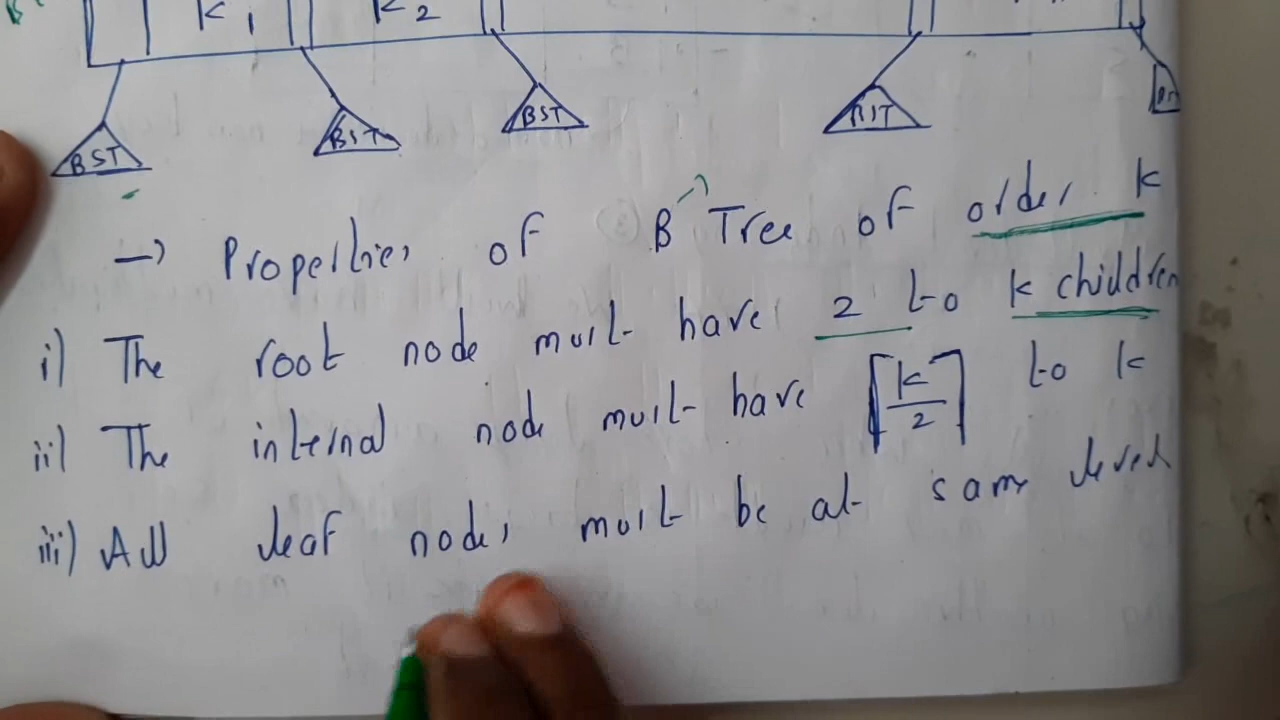 K1 K2
BST BST BST BST
→ Properties of B Tree of order K
i) The root node must have 2 to K children
ii) The internal node must have ⌈K/2⌉ to K
iii) All leaf nodes must be at same level